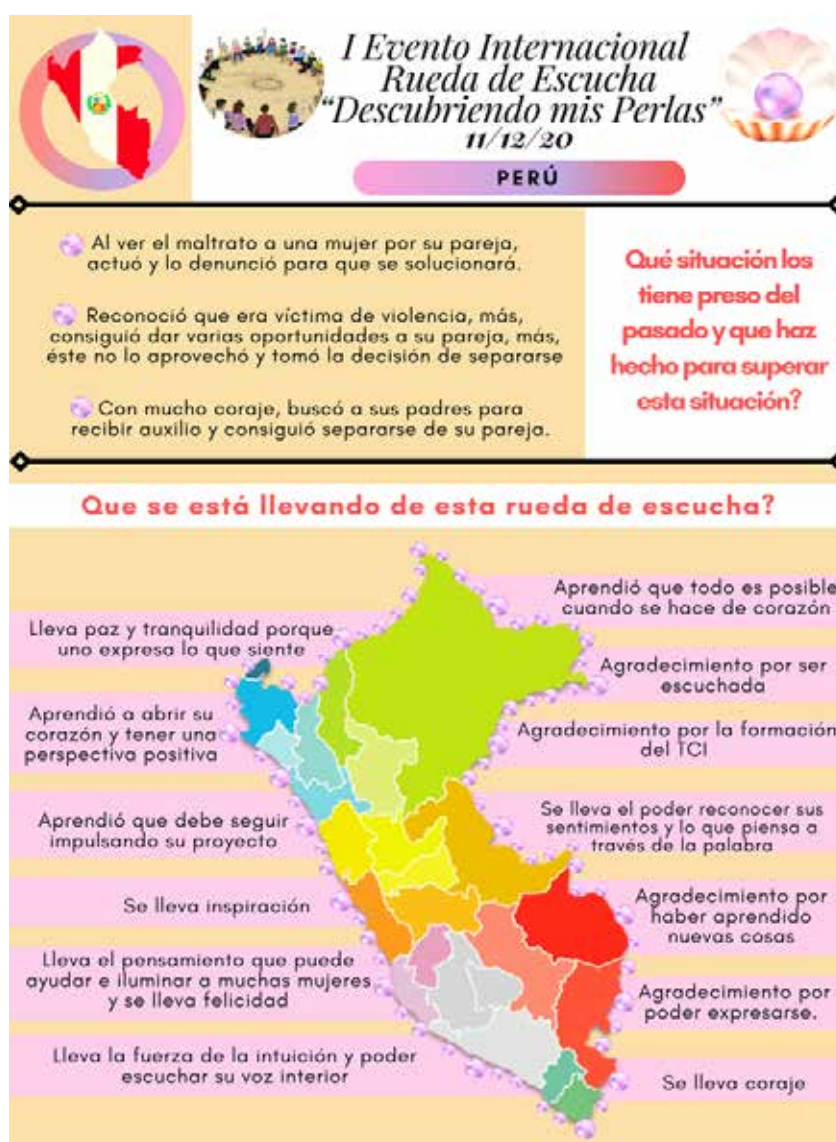 I Evento Internacional
Rueda de Escucha
"Descubriendo mis Perlas"
11/12/20
PERÚ
Al ver el maltrato a una mujer por su pareja,
actuó y lo denunció para que se solucionará.
Reconoció que era víctima de violencia, más,
consiguió dar varias oportunidades a su pareja, más,
éste no lo aprovechó y tomó la decisión de separarse
Con mucho coraje, buscó a sus padres para
recibir auxilio y consiguió separarse de su pareja.
Qué situación los
tiene preso del
pasado y que haz
hecho para superar
esta situación?
Que se está llevando de esta rueda de escucha?
Lleva paz y tranquilidad porque
uno expresa lo que siente
Aprendió a abrir su
corazón y tener una
perspectiva positiva
Aprendió que debe seguir
impulsando su proyecto
Se lleva inspiración
Lleva el pensamiento que puede
ayudar e iluminar a muchas mujeres
y se lleva felicidad
Lleva la fuerza de la intuición y poder
escuchar su voz interior
Aprendió que todo es posible
cuando se hace de corazón
Agradecimiento por ser
escuchada
Agradecimiento por la formación
del TCI
Se lleva el poder reconocer sus
sentimientos y lo que piensa a
través de la palabra
Agradecimiento por
haber aprendido
nuevas cosas
Agradecimiento por
poder expresarse.
Se lleva coraje